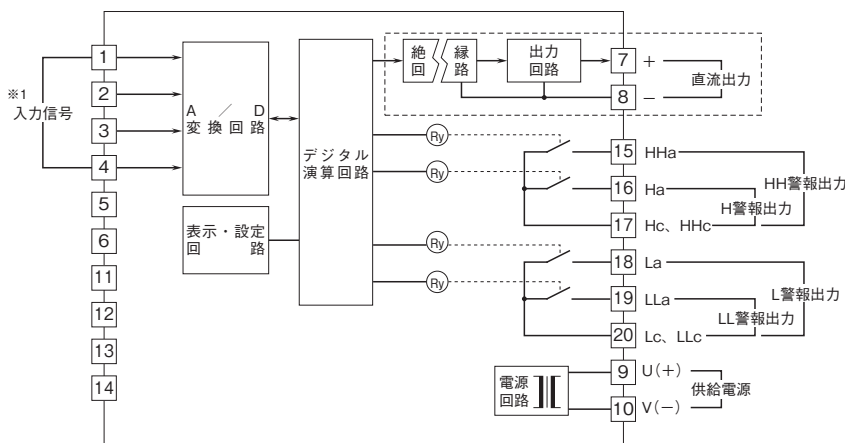 ※1
入力信号
1
2
3
4
5
6
11
12
13
14
A／D
変換回路
表示・設定
回路
デジタル
演算回路
絶縁
回路
出力
回路
Ry
Ry
Ry
Ry
7 ＋
8 －
直流出力
15 HHa
16 Ha
17 Hc、HHc
H警報出力
HH警報出力
18 La
19 LLa
20 Lc、LLc
LL警報出力
L警報出力
電源
回路
9 U（＋）
10 V（－）
供給電源